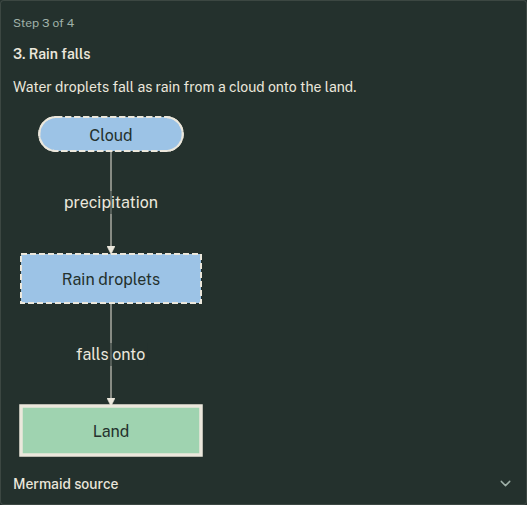 Step 3 of 4
3. Rain falls
Water droplets fall as rain from a cloud onto the land.
Cloud
precipitation
Rain droplets
falls onto
Land
Mermaid source